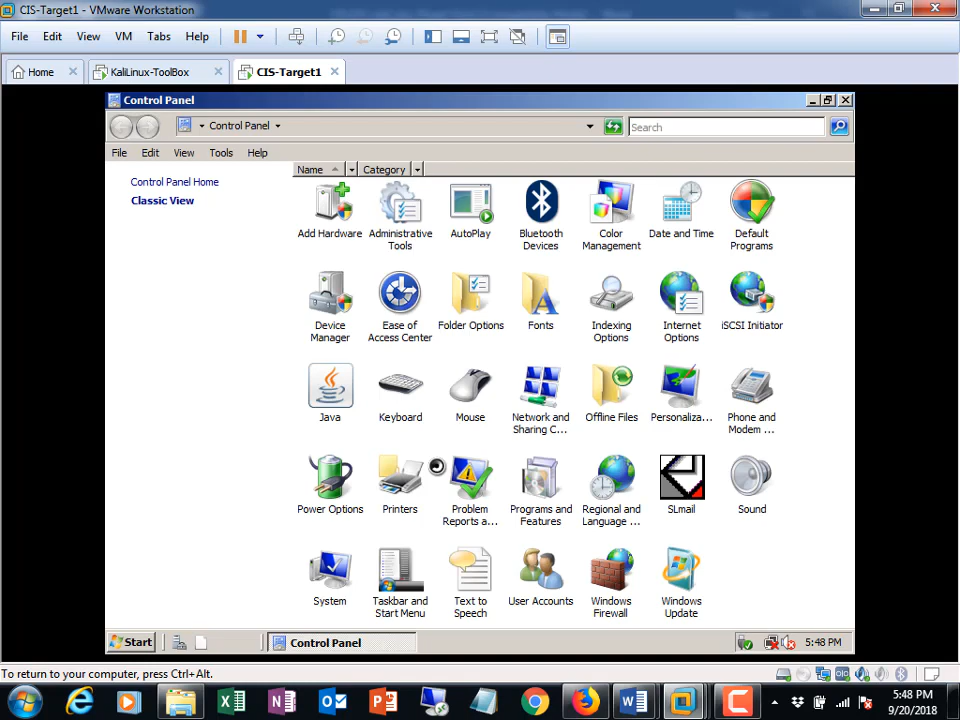 CIS-Target1 - VMware Workstation
File Edit View VM Tabs Help
Home KaliLinux-ToolBox CIS-Target1
Control Panel
Control Panel Search
File Edit View Tools Help
Name Category
Control Panel Home
Classic View
Add Hardware
Administrative
Tools
AutoPlay
Bluetooth
Devices
Color
Management
Date and Time
Default
Programs
Device
Manager
Ease of
Access Center
Folder Options
Fonts
Indexing
Options
Internet
Options
iSCSI Initiator
Java
Keyboard
Mouse
Network and
Sharing C...
Offline Files
Personaliza...
Phone and
Modem ...
Power Options
Printers
Problem
Reports a...
Programs and
Features
Regional and
Language ...
SLmail
Sound
System
Taskbar and
Start Menu
Text to
Speech
User Accounts
Windows
Firewall
Windows
Update
Start Control Panel 5:48 PM
To return to your computer, press Ctrl+Alt.
5:48 PM
9/20/2018